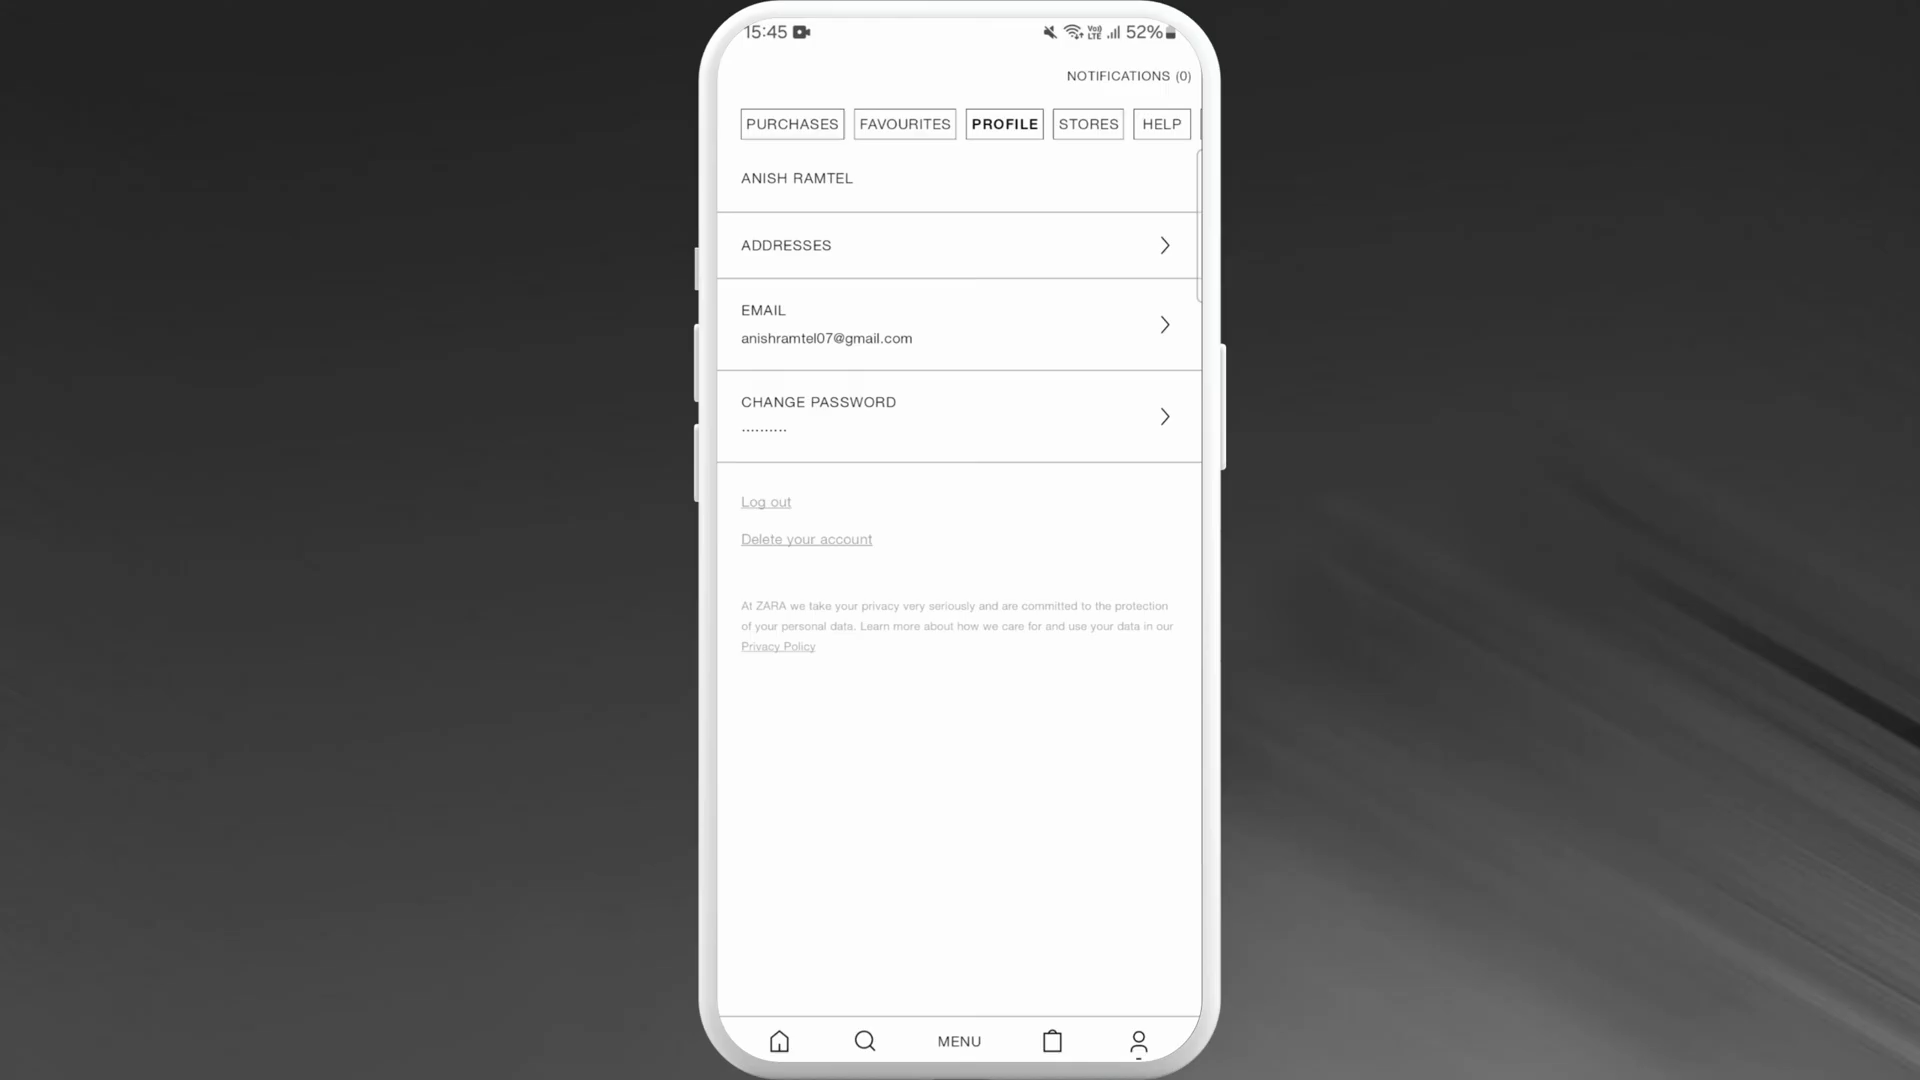 15:45
Vo)) LTE 52%
NOTIFICATIONS (0)
PURCHASES FAVOURITES PROFILE STORES HELP
ANISH RAMTEL
ADDRESSES
EMAIL
anishramtel07@gmail.com
CHANGE PASSWORD
..........
Log out
Delete your account
At ZARA we take your privacy very seriously and are committed to the protection
of your personal data. Learn more about how we care for and use your data in our
Privacy Policy
MENU